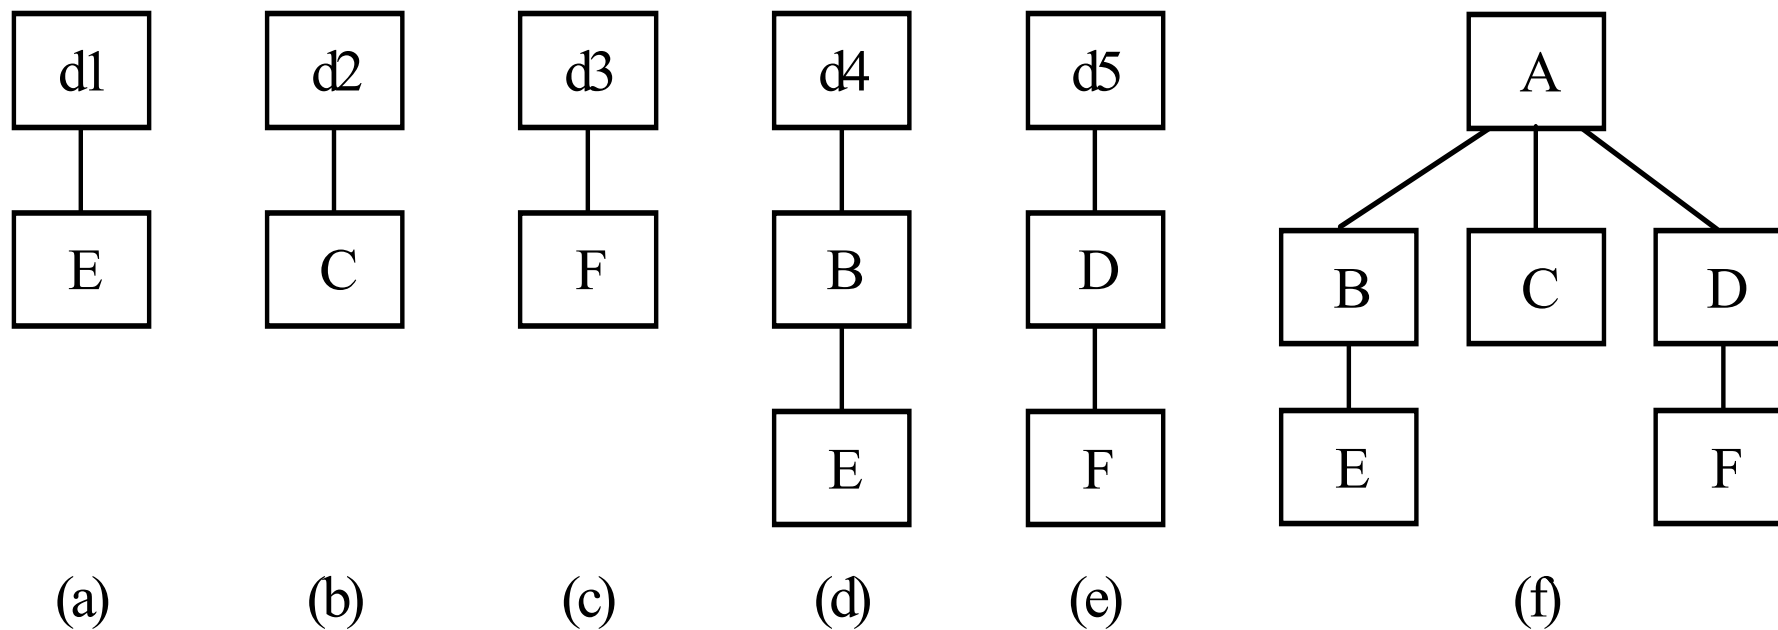 d1 d2 d3 d4 d5 A
E C F B D B C D
E F E F
(a) (b) (c) (d) (e) (f)